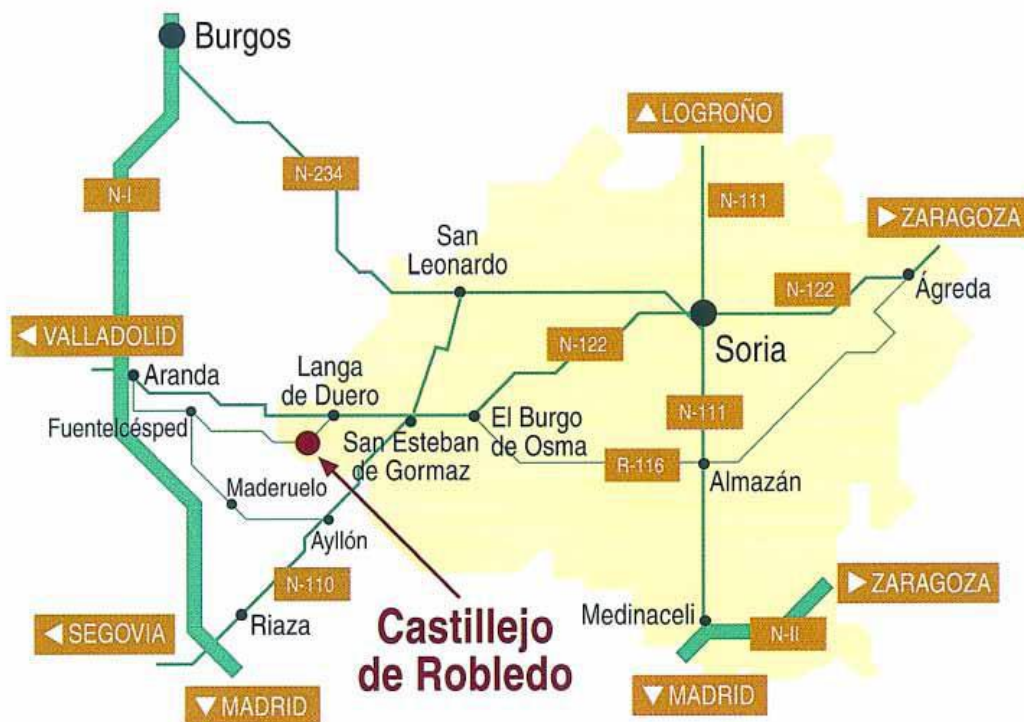 Burgos
▲ LOGROÑO
N-234
N-I
N-111
► ZARAGOZA
San
Leonardo
N-122
Ágreda
◄ VALLADOLID
Soria
N-122
Aranda
Langa
de Duero
N-111
Fuentelcésped
San Esteban
de Gormaz
El Burgo
de Osma
R-116
Almazán
Maderuelo
Ayllón
N-110
► ZARAGOZA
Medinaceli
Riaza
Castillejo
de Robledo
N-II
◄ SEGOVIA
▼ MADRID
▼ MADRID